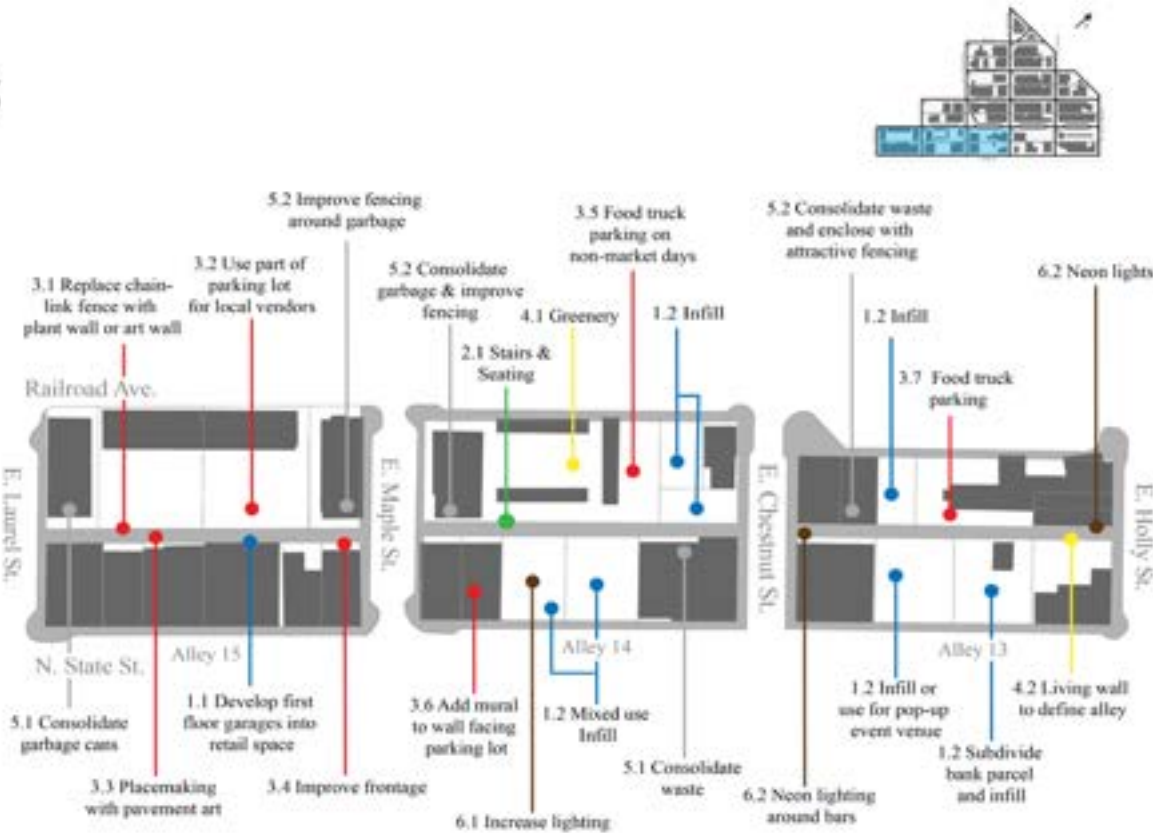 5.2 Improve fencing
around garbage
3.5 Food truck
parking on
non-market days
5.2 Consolidate waste
and enclose with
attractive fencing
3.1 Replace chain-
link fence with
plant wall or art wall
3.2 Use part of
parking lot
for local vendors
5.2 Consolidate
garbage & improve
fencing
4.1 Greenery
1.2 Infill
6.2 Neon lights
1.2 Infill
2.1 Stairs &
Seating
3.7 Food truck
parking
Railroad Ave.
E. Laurel St.
E. Maple St.
E. Chestnut St.
E. Holly St.
N. State St.
Alley 15
Alley 14
Alley 13
5.1 Consolidate
garbage cans
1.1 Develop first
floor garages into
retail space
3.6 Add mural
to wall facing
parking lot
1.2 Mixed use
Infill
1.2 Infill or
use for pop-up
event venue
4.2 Living wall
to define alley
3.3 Placemaking
with pavement art
3.4 Improve frontage
6.1 Increase lighting
5.1 Consolidate
waste
6.2 Neon lighting
around bars
1.2 Subdivide
bank parcel
and infill